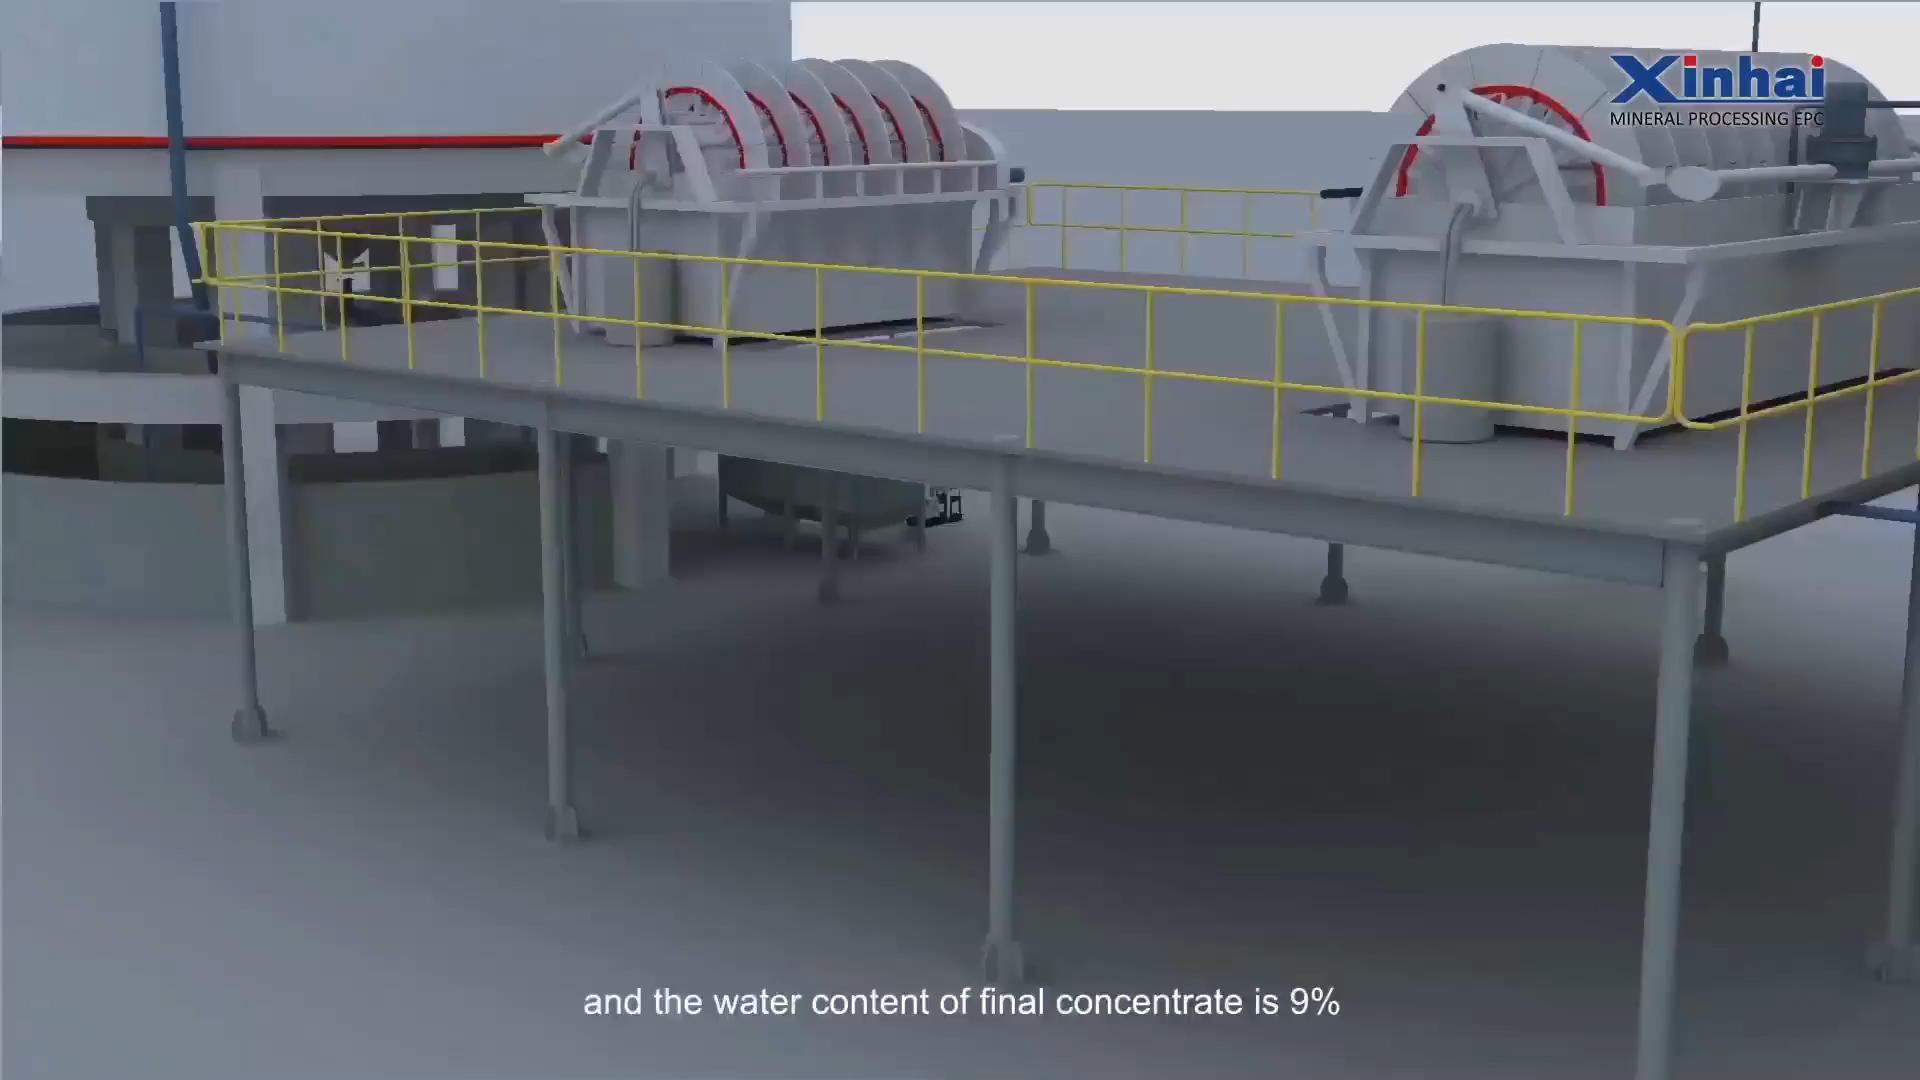 Xinhai
MINERAL PROCESSING EPC
and the water content of final concentrate is 9%